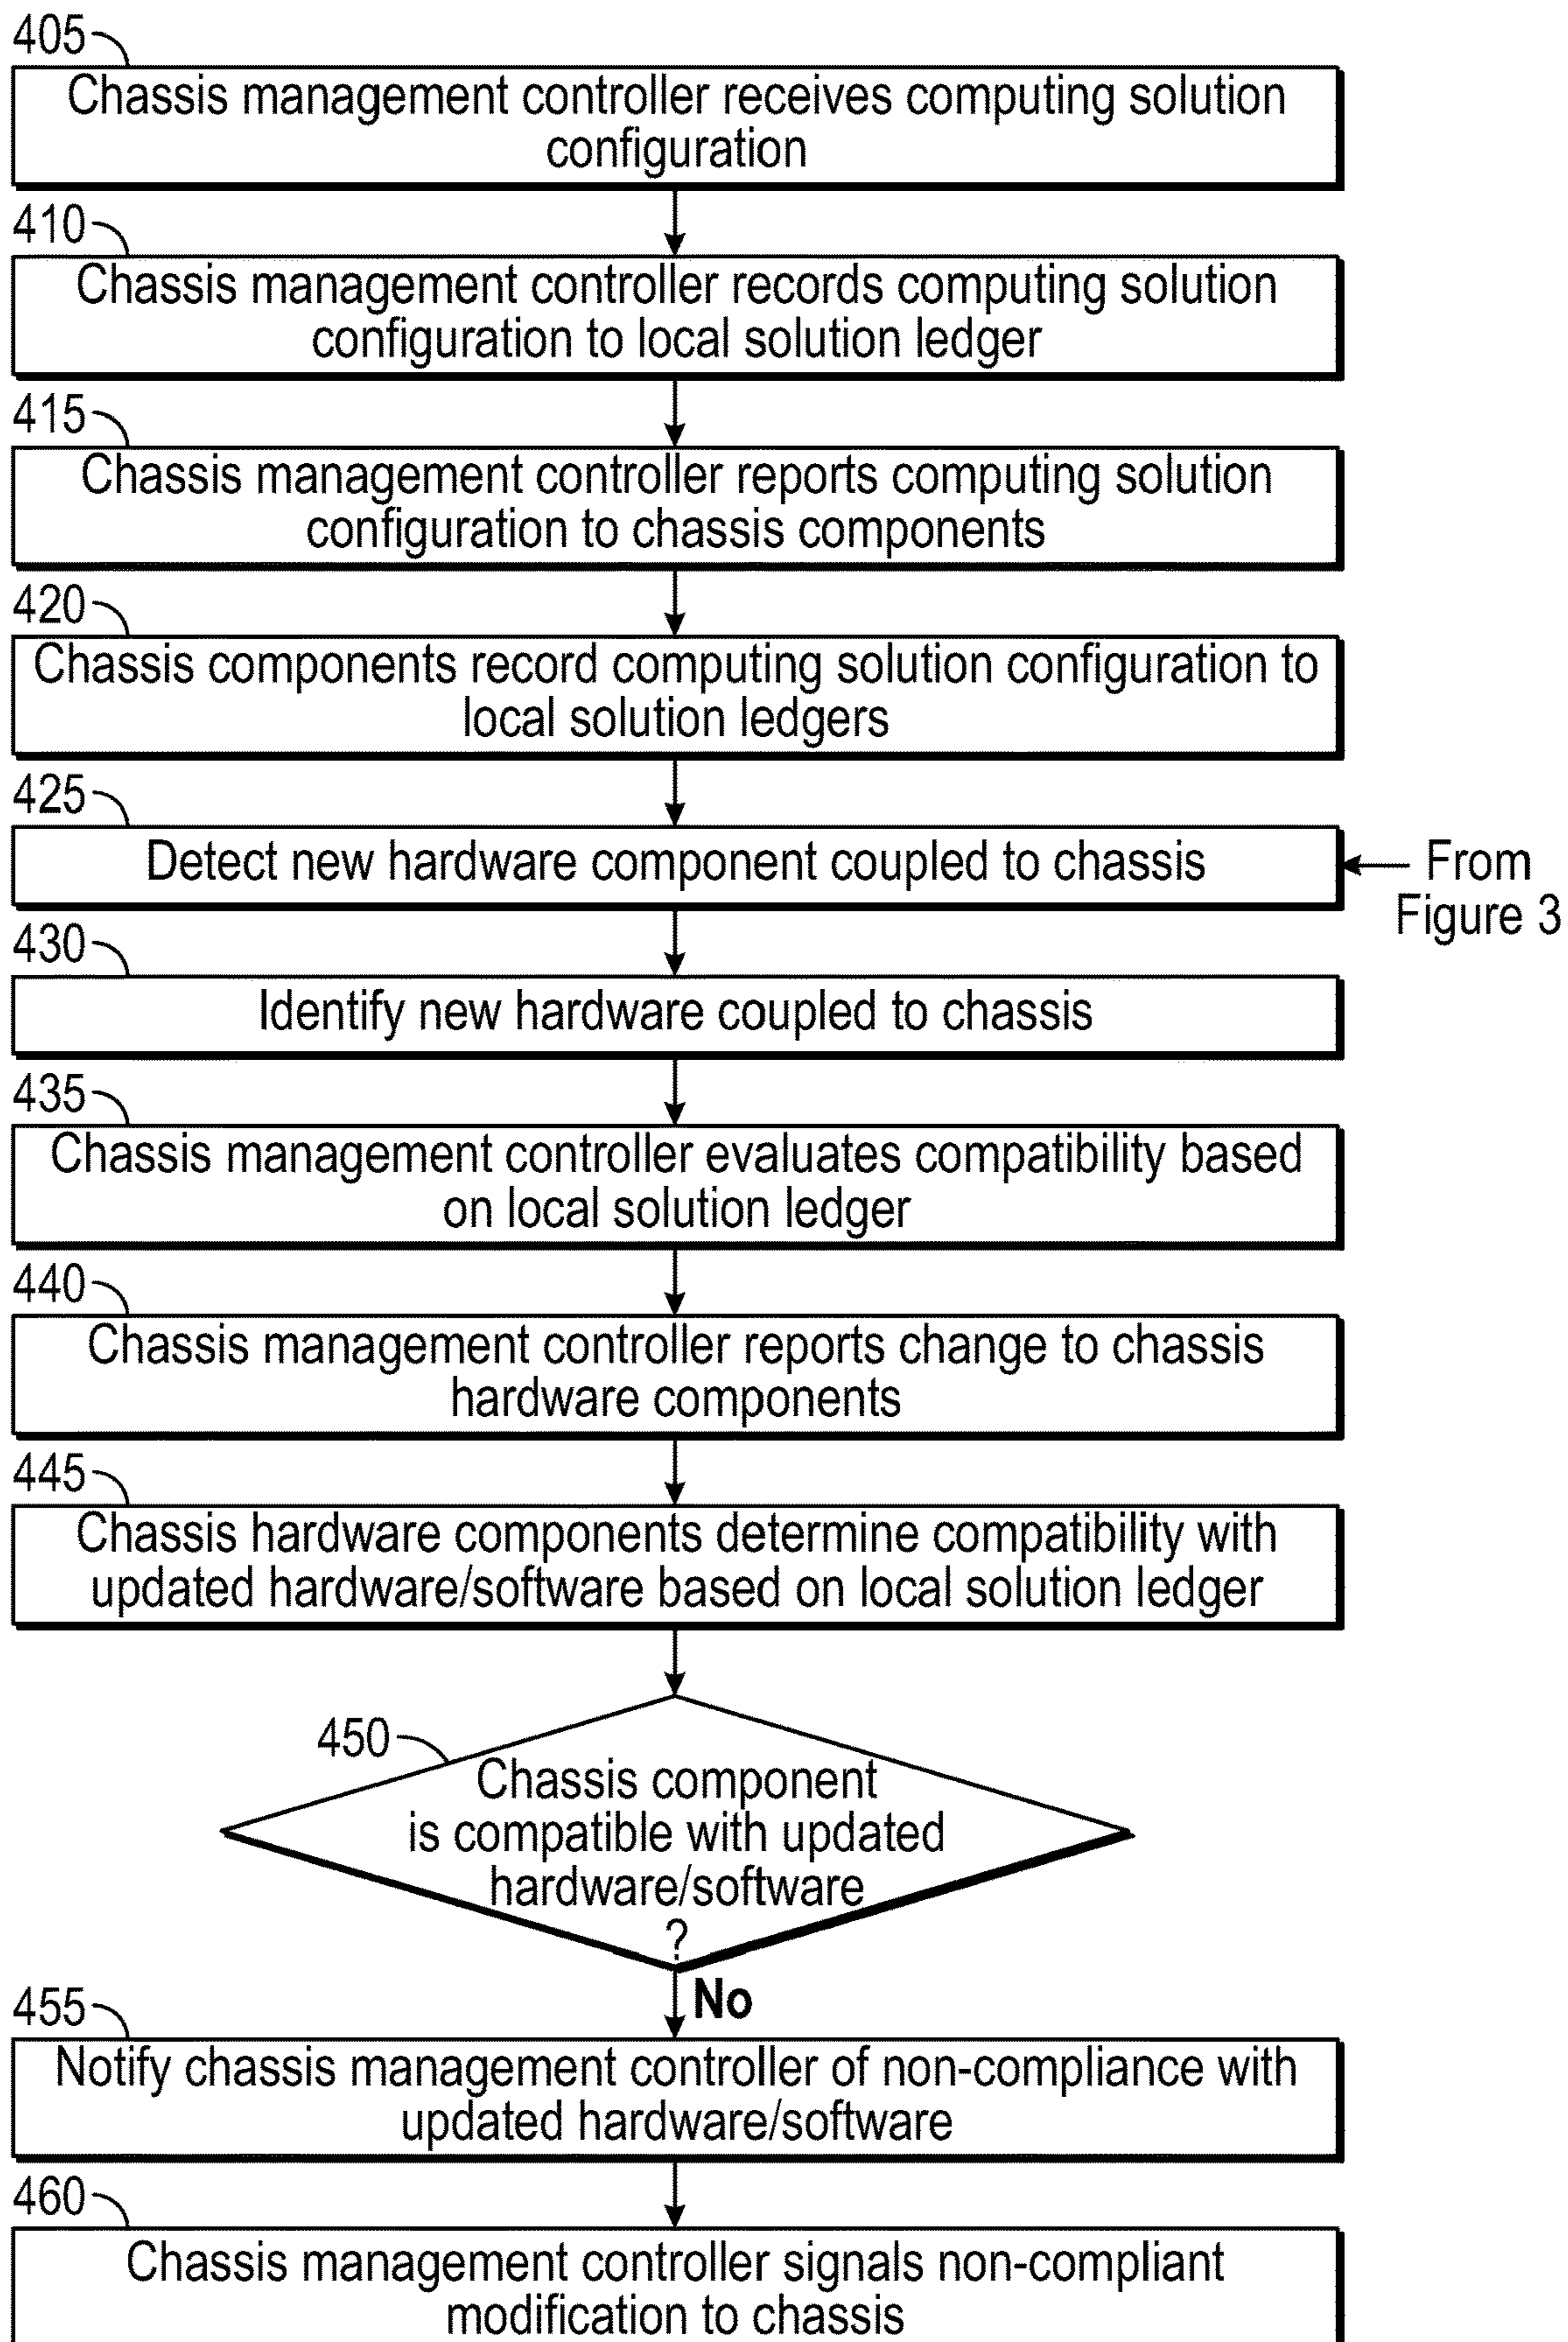 405
Chassis management controller receives computing solution
configuration
410
Chassis management controller records computing solution
configuration to local solution ledger
415
Chassis management controller reports computing solution
configuration to chassis components
420
Chassis components record computing solution configuration to
local solution ledgers
425
Detect new hardware component coupled to chassis
From
Figure 3
430
Identify new hardware coupled to chassis
435
Chassis management controller evaluates compatibility based
on local solution ledger
440
Chassis management controller reports change to chassis
hardware components
445
Chassis hardware components determine compatibility with
updated hardware/software based on local solution ledger
450
Chassis component
is compatible with updated
hardware/software
?
No
455
Notify chassis management controller of non-compliance with
updated hardware/software
460
Chassis management controller signals non-compliant
modification to chassis